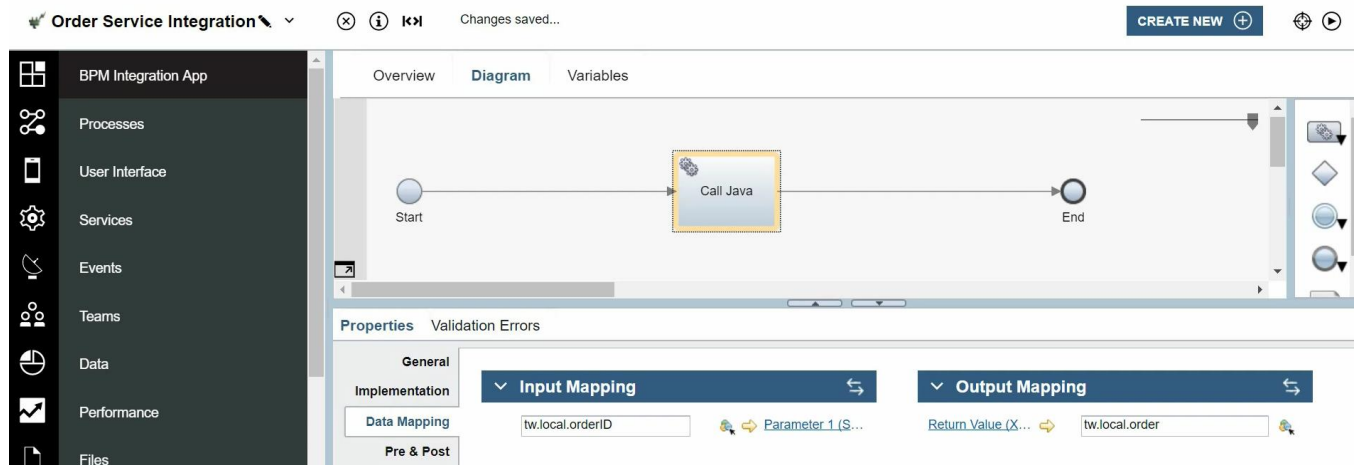 Order Service Integration
Changes saved...
CREATE NEW
BPM Integration App
Processes
User Interface
Services
Events
Teams
Data
Performance
Files
Overview
Diagram
Variables
Start
Call Java
End
Properties
Validation Errors
General
Implementation
Data Mapping
Pre & Post
Input Mapping
tw.local.orderID
Parameter 1 (S...
Output Mapping
Return Value (X...
tw.local.order